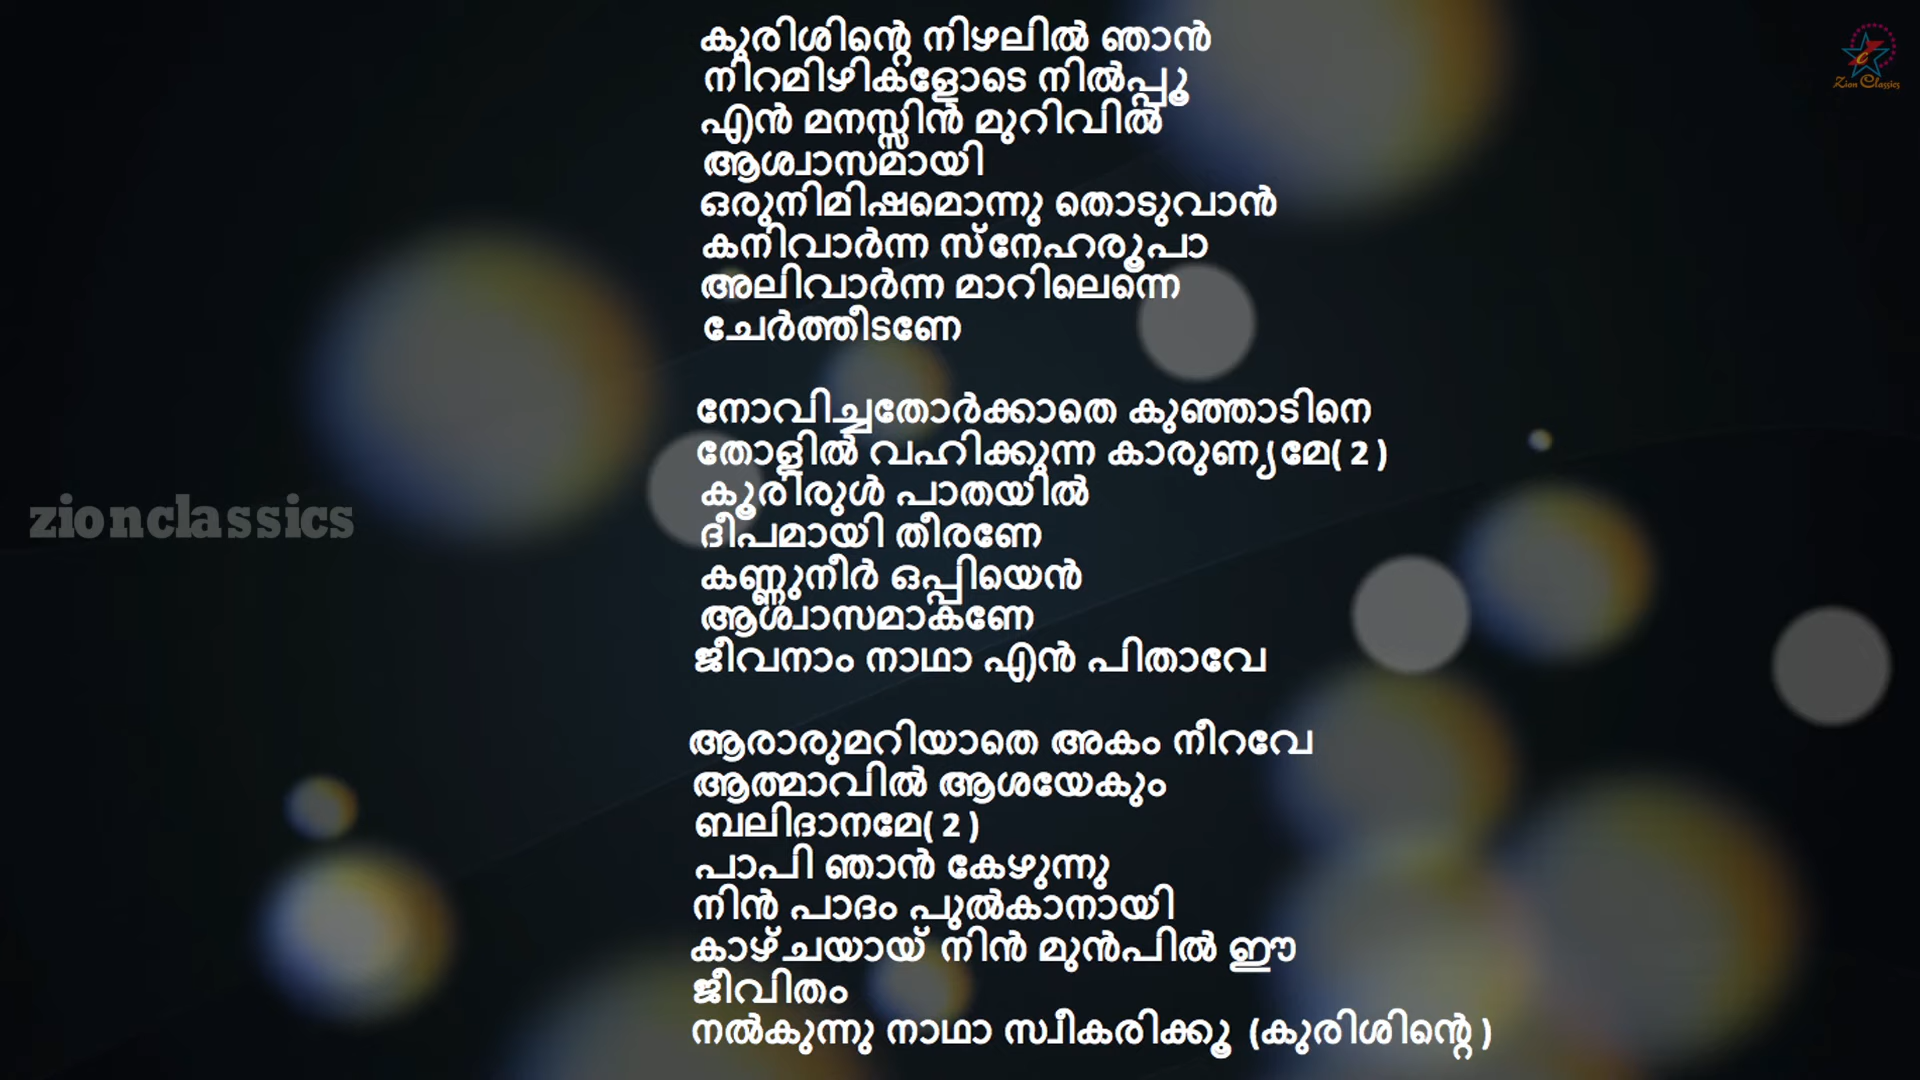 കുരിശിന്റെ നിഴലിൽ ഞാൻ
നിറമിഴികളോടെ നിൽപ്പൂ
എൻ മനസ്സിൻ മുറിവിൽ
ആശ്വാസമായി
ഒരുനിമിഷമൊന്നു തൊടുവാൻ
കനിവാർന്ന സ്നേഹരൂപാ
അലിവാർന്ന മാറിലെന്നെ
ചേർത്തീടണേ
നോവിച്ചതോർക്കാതെ കുഞ്ഞാടിനെ
തോളിൽ വഹിക്കുന്ന കാരുണ്യമേ( 2 )
കൂരിരുൾ പാതയിൽ
ദീപമായി തീരണേ
കണ്ണുനീർ ഒപ്പിയെൻ
ആശ്വാസമാകണേ
ജീവനാം നാഥാ എൻ പിതാവേ
ആരാരുമറിയാതെ അകം നീറവേ
ആത്മാവിൽ ആശയേകും
ബലിദാനമേ( 2 )
പാപി ഞാൻ കേഴുന്നു
നിൻ പാദം പുൽകാനായി
കാഴ്ചയായ് നിൻ മുൻപിൽ ഈ
ജീവിതം
നൽകുന്നു നാഥാ സ്വീകരിക്കൂ (കുരിശിന്റെ )
zionclassics
Zion Classics